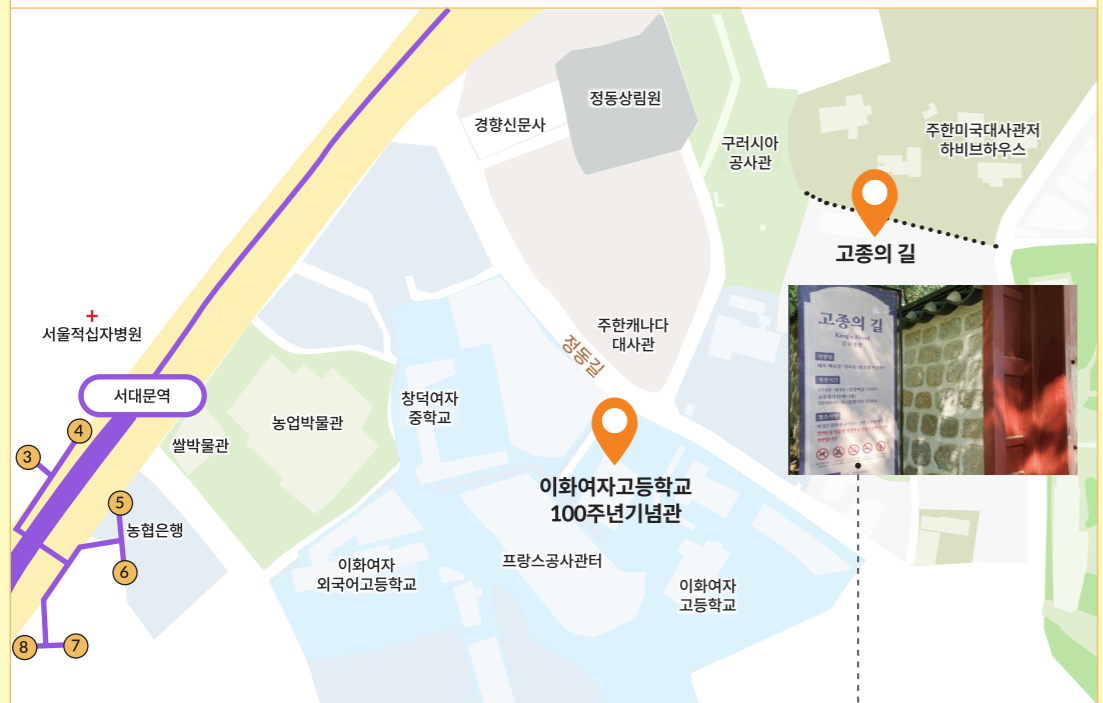 정동상림원
경향신문사
구러시아
공사관
주한미국대사관저
하비브하우스
고종의 길
서울적십자병원
서대문역
주한캐나다
대사관
정동길
고종의 길
King's Road
창덕여자
중학교
농업박물관
쌀박물관
4
3
5
농협은행
6
8
7
이화여자고등학교
100주년기념관
이화여자
외국어고등학교
프랑스공사관터
이화여자
고등학교